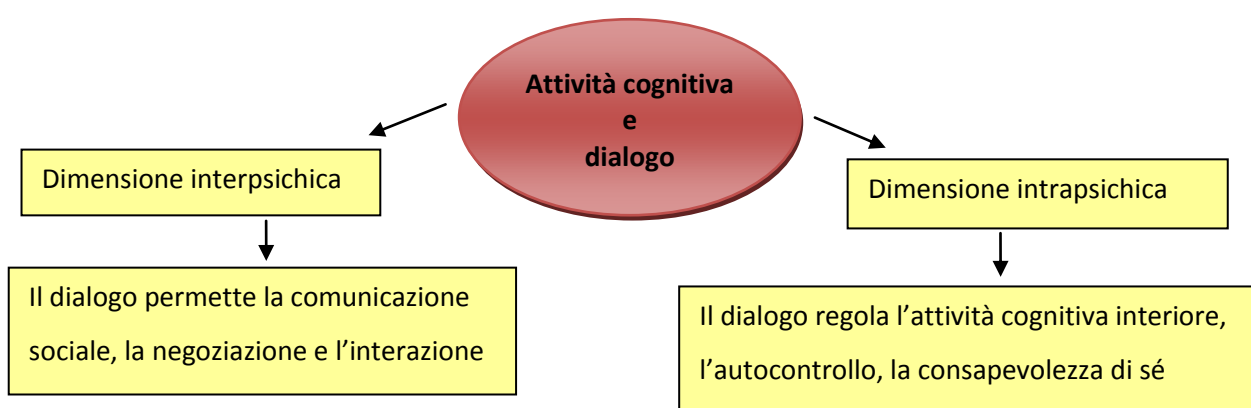 Attività cognitiva
e
dialogo
Dimensione interpsichica
Dimensione intrapsichica
Il dialogo permette la comunicazione
sociale, la negoziazione e l’interazione
Il dialogo regola l’attività cognitiva interiore,
l’autocontrollo, la consapevolezza di sé